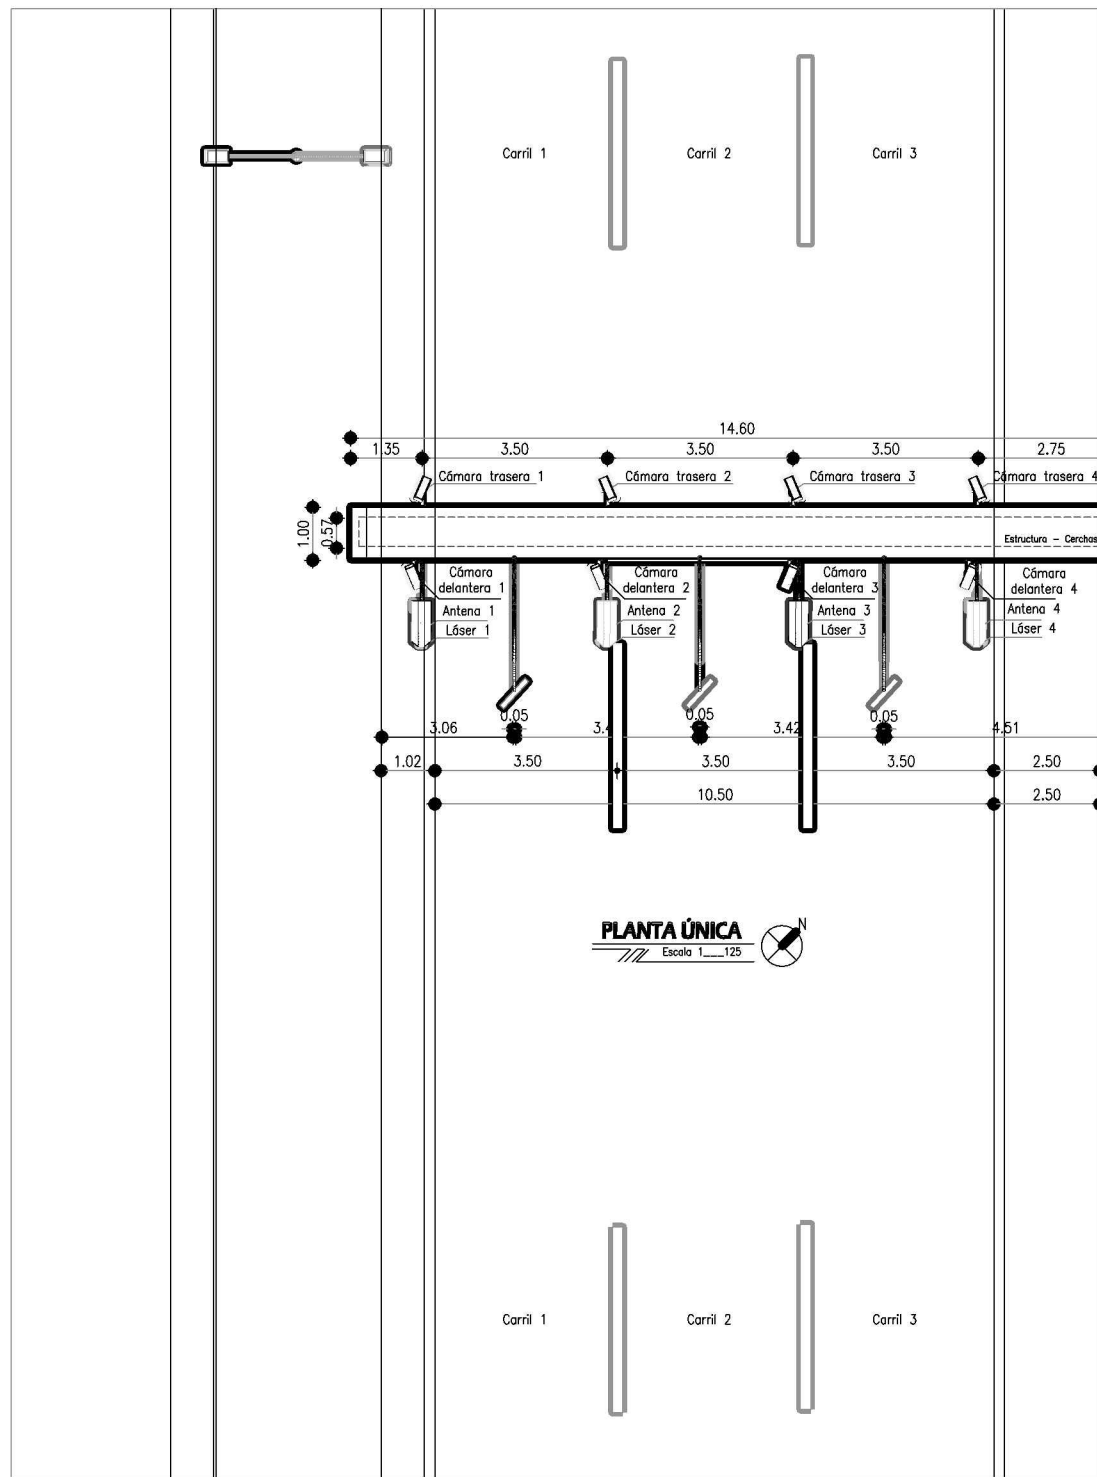 Carril 1 Carril 2 Carril 3
14.60
1.35 3.50 3.50 3.50 2.75
Cámara trasera 1 Cámara trasera 2 Cámara trasera 3 Cámara trasera 4
1.00
0.57
Estructura - Cerchas
Cámara delantera 1
Cámara delantera 2
Cámara delantera 3
Cámara delantera 4
Antena 1 Antena 2 Antena 3 Antena 4
Láser 1 Láser 2 Láser 3 Láser 4
0.05 0.05 0.05
3.06 3.42 4.51
1.02 3.50 3.50 3.50 2.50
10.50 2.50
PLANTA ÚNICA
N
Escala 1___125
Carril 1 Carril 2 Carril 3